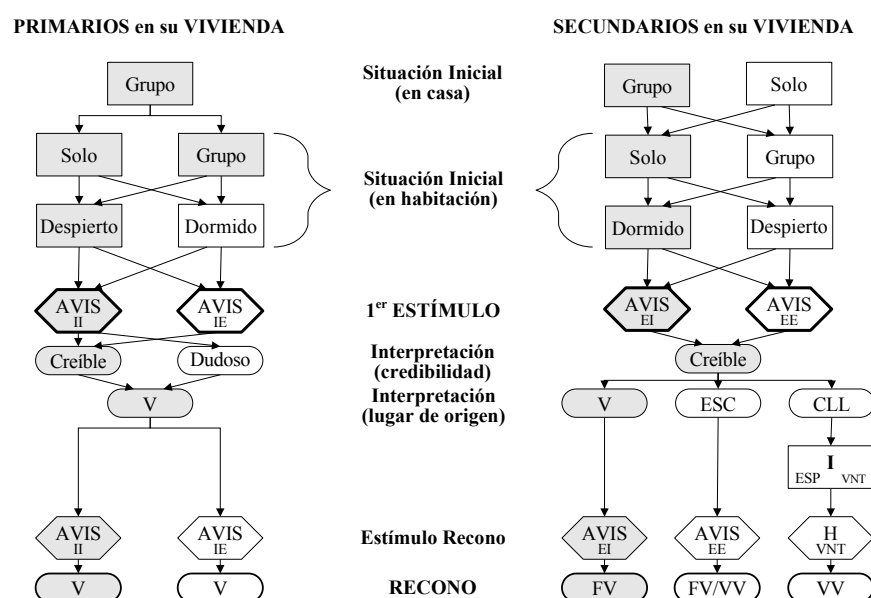 PRIMARIOS en su VIVIENDA
SECUNDARIOS en su VIVIENDA
Grupo
Situación Inicial
(en casa)
Grupo
Solo
Solo
Grupo
Situación Inicial
(en habitación)
Solo
Grupo
Despierto
Dormido
Dormido
Despierto
AVIS
II
AVIS
IE
1er ESTÍMULO
AVIS
EI
AVIS
EE
Creíble
Dudoso
Interpretación
(credibilidad)
Creíble
V
Interpretación
(lugar de origen)
V
ESC
CLL
I
ESP VNT
AVIS
II
AVIS
IE
Estímulo Recono
AVIS
EI
AVIS
EE
H
VNT
V
V
RECONO
FV
FV/VV
VV